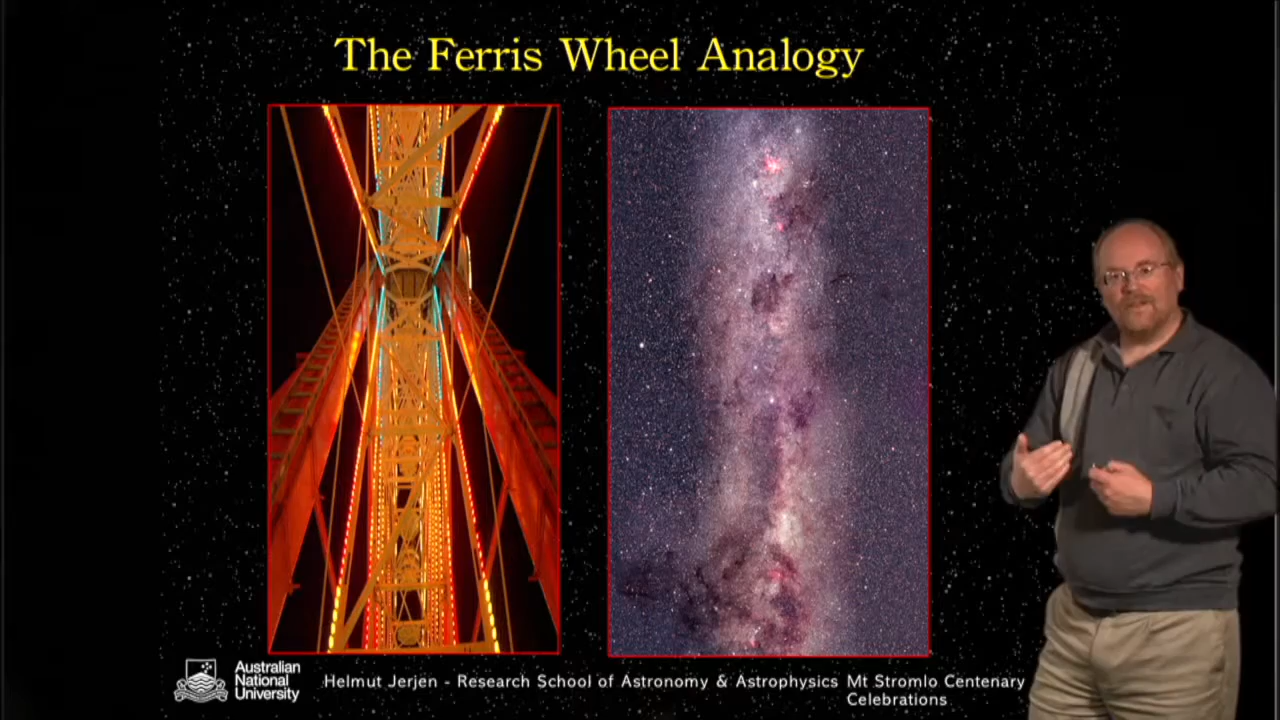 The Ferris Wheel Analogy
Australian
National
University
Helmut Jerjen - Research School of Astronomy & Astrophysics
Mt Stromlo Centenary
Celebrations